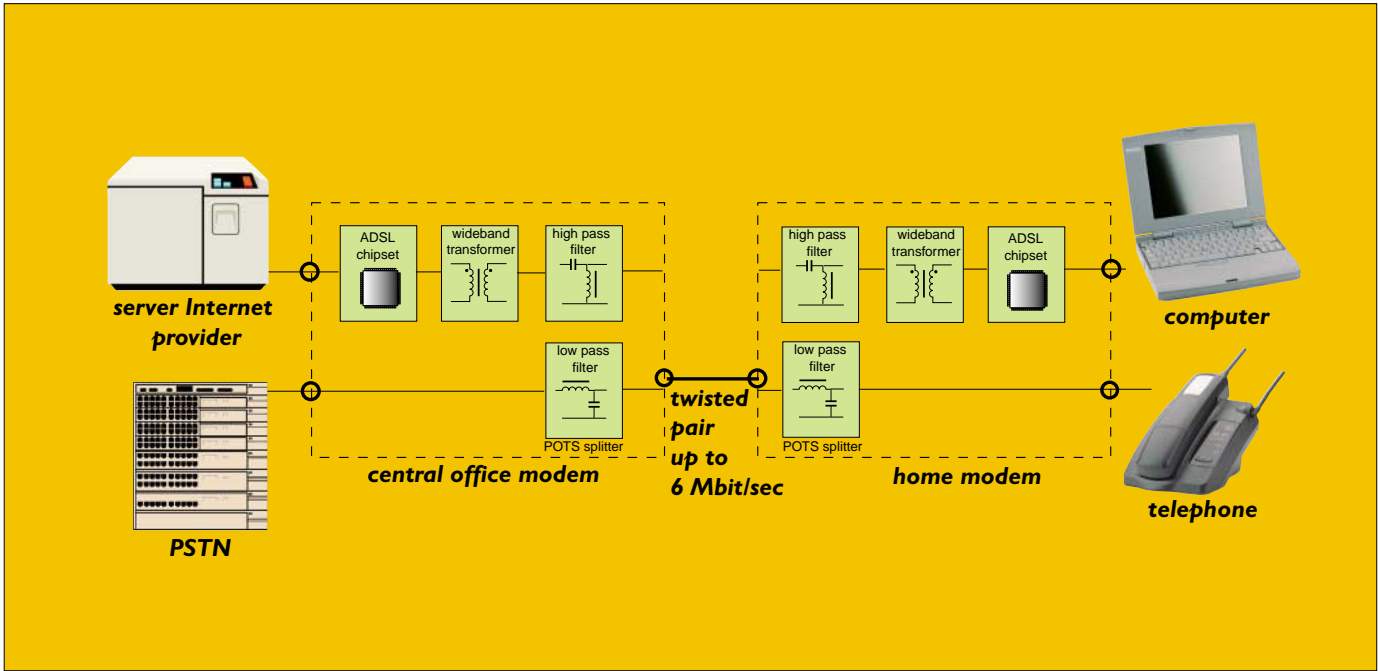 ADSL
chipset
wideband
transformer
high pass
filter
high pass
filter
wideband
transformer
ADSL
chipset
server Internet
provider
computer
low pass
filter
low pass
filter
twisted
pair
up to
6 Mbit/sec
POTS splitter
POTS splitter
central office modem
home modem
telephone
PSTN